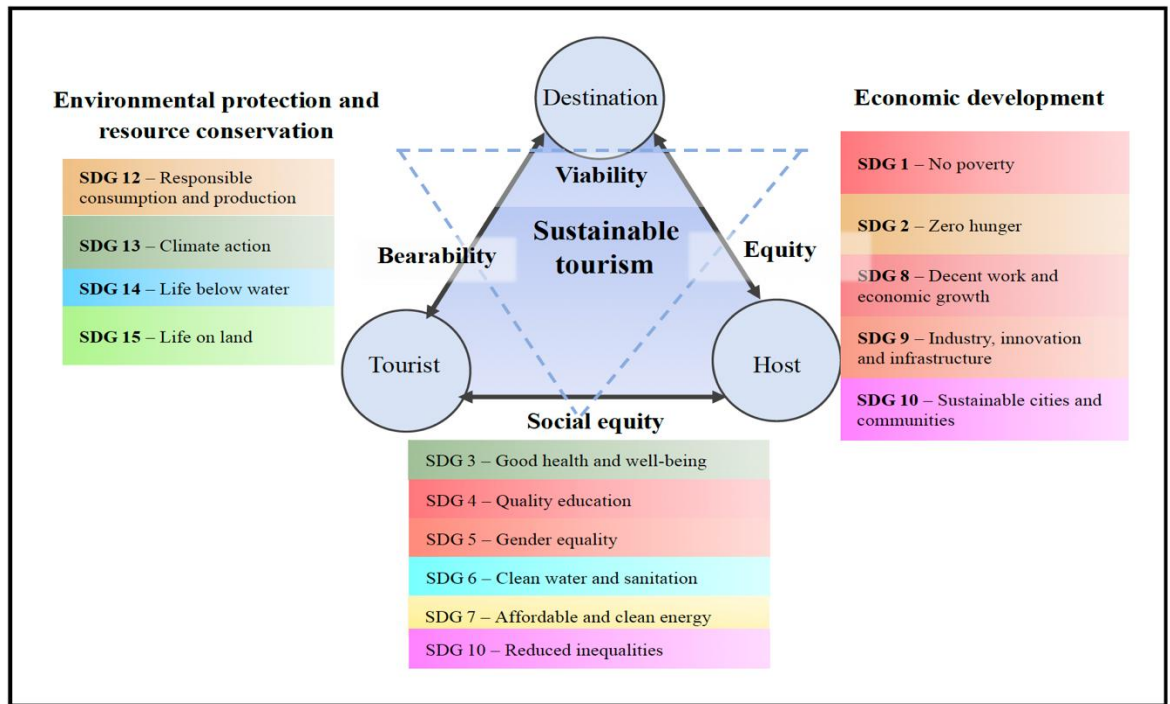 Destination
Environmental protection and
resource conservation
SDG 12 – Responsible
consumption and production
SDG 13 – Climate action
SDG 14 – Life below water
SDG 15 – Life on land
Viability
Sustainable
tourism
Bearability
Equity
Tourist
Host
Economic development
SDG 1 – No poverty
SDG 2 – Zero hunger
SDG 8 – Decent work and
economic growth
SDG 9 – Industry, innovation
and infrastructure
SDG 10 – Sustainable cities and
communities
Social equity
SDG 3 – Good health and well-being
SDG 4 – Quality education
SDG 5 – Gender equality
SDG 6 – Clean water and sanitation
SDG 7 – Affordable and clean energy
SDG 10 – Reduced inequalities